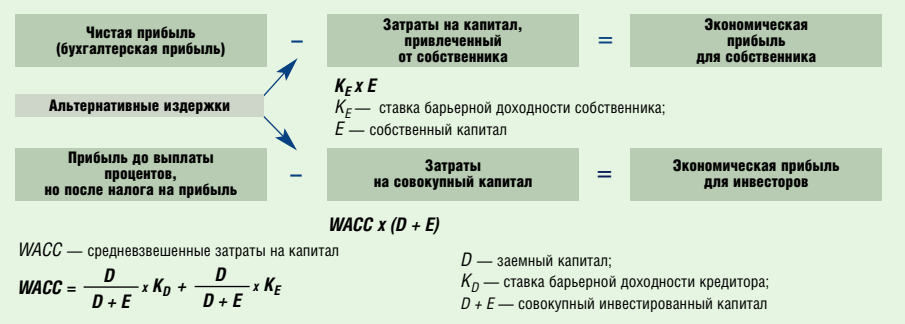 Чистая прибыль
(бухгалтерская прибыль)
–
Затраты на капитал,
привлеченный
от собственника
=
Экономическая
прибыль
для собственника
K_E x E
K_E — ставка барьерной доходности собственника;
E — собственный капитал
Альтернативные издержки
Прибыль до выплаты
процентов,
но после налога на прибыль
–
Затраты
на совокупный капитал
=
Экономическая прибыль
для инвесторов
WACC x (D + E)
WACC — средневзвешенные затраты на капитал
WACC = D / (D + E) x K_D + D / (D + E) x K_E
D — заемный капитал;
K_D — ставка барьерной доходности кредитора;
D + E — совокупный инвестированный капитал